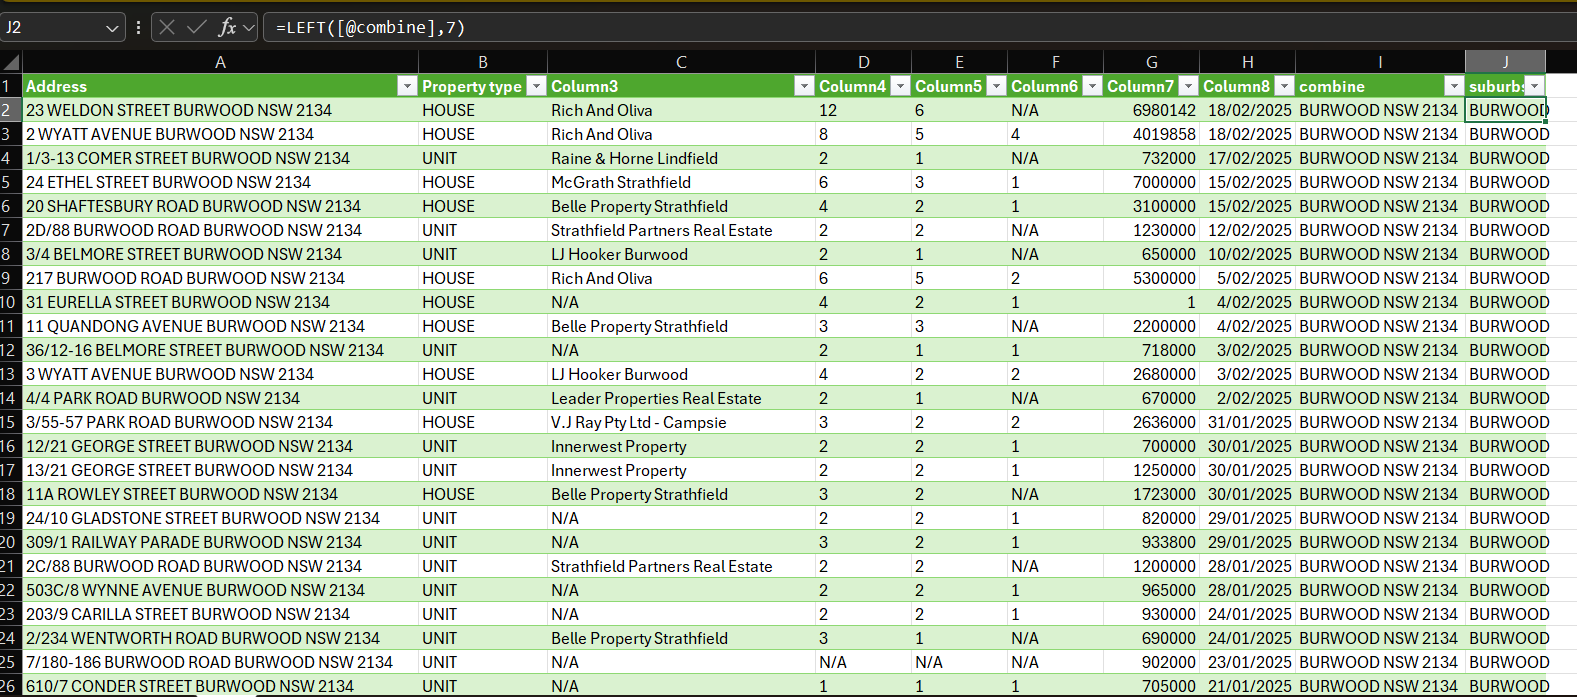 J2 fx =LEFT([@combine],7)
A B C D E F G H I J
1 Address Property type Column3 Column4 Column5 Column6 Column7 Column8 combine suburb
2 23 WELDON STREET BURWOOD NSW 2134 HOUSE Rich And Oliva 12 6 N/A 6980142 18/02/2025 BURWOOD NSW 2134 BURWOOD
3 2 WYATT AVENUE BURWOOD NSW 2134 HOUSE Rich And Oliva 8 5 4 4019858 18/02/2025 BURWOOD NSW 2134 BURWOOD
4 1/3-13 COMER STREET BURWOOD NSW 2134 UNIT Raine & Horne Lindfield 2 1 N/A 732000 17/02/2025 BURWOOD NSW 2134 BURWOOD
5 24 ETHEL STREET BURWOOD NSW 2134 HOUSE McGrath Strathfield 6 3 1 7000000 15/02/2025 BURWOOD NSW 2134 BURWOOD
6 20 SHAFTESBURY ROAD BURWOOD NSW 2134 HOUSE Belle Property Strathfield 4 2 1 3100000 15/02/2025 BURWOOD NSW 2134 BURWOOD
7 2D/88 BURWOOD ROAD BURWOOD NSW 2134 UNIT Strathfield Partners Real Estate 2 2 N/A 1230000 12/02/2025 BURWOOD NSW 2134 BURWOOD
8 3/4 BELMORE STREET BURWOOD NSW 2134 UNIT LJ Hooker Burwood 2 1 N/A 650000 10/02/2025 BURWOOD NSW 2134 BURWOOD
9 217 BURWOOD ROAD BURWOOD NSW 2134 HOUSE Rich And Oliva 6 5 2 5300000 5/02/2025 BURWOOD NSW 2134 BURWOOD
10 31 EURELLA STREET BURWOOD NSW 2134 HOUSE N/A 4 2 1 1 4/02/2025 BURWOOD NSW 2134 BURWOOD
11 11 QUANDONG AVENUE BURWOOD NSW 2134 HOUSE Belle Property Strathfield 3 3 N/A 2200000 4/02/2025 BURWOOD NSW 2134 BURWOOD
12 36/12-16 BELMORE STREET BURWOOD NSW 2134 UNIT N/A 2 1 1 718000 3/02/2025 BURWOOD NSW 2134 BURWOOD
13 3 WYATT AVENUE BURWOOD NSW 2134 HOUSE LJ Hooker Burwood 4 2 2 2680000 3/02/2025 BURWOOD NSW 2134 BURWOOD
14 4/4 PARK ROAD BURWOOD NSW 2134 UNIT Leader Properties Real Estate 2 1 N/A 670000 2/02/2025 BURWOOD NSW 2134 BURWOOD
15 3/55-57 PARK ROAD BURWOOD NSW 2134 HOUSE V.J Ray Pty Ltd - Campsie 3 2 2 2636000 31/01/2025 BURWOOD NSW 2134 BURWOOD
16 12/21 GEORGE STREET BURWOOD NSW 2134 UNIT Innerwest Property 2 2 1 700000 30/01/2025 BURWOOD NSW 2134 BURWOOD
17 13/21 GEORGE STREET BURWOOD NSW 2134 UNIT Innerwest Property 2 2 1 1250000 30/01/2025 BURWOOD NSW 2134 BURWOOD
18 11A ROWLEY STREET BURWOOD NSW 2134 HOUSE Belle Property Strathfield 3 2 N/A 1723000 30/01/2025 BURWOOD NSW 2134 BURWOOD
19 24/10 GLADSTONE STREET BURWOOD NSW 2134 UNIT N/A 2 2 1 820000 29/01/2025 BURWOOD NSW 2134 BURWOOD
20 309/1 RAILWAY PARADE BURWOOD NSW 2134 UNIT N/A 3 2 1 933800 29/01/2025 BURWOOD NSW 2134 BURWOOD
21 2C/88 BURWOOD ROAD BURWOOD NSW 2134 UNIT Strathfield Partners Real Estate 2 2 N/A 1200000 28/01/2025 BURWOOD NSW 2134 BURWOOD
22 503C/8 WYNNE AVENUE BURWOOD NSW 2134 UNIT N/A 2 2 1 965000 28/01/2025 BURWOOD NSW 2134 BURWOOD
23 203/9 CARILLA STREET BURWOOD NSW 2134 UNIT N/A 2 2 1 930000 24/01/2025 BURWOOD NSW 2134 BURWOOD
24 2/234 WENTWORTH ROAD BURWOOD NSW 2134 UNIT Belle Property Strathfield 3 1 N/A 690000 24/01/2025 BURWOOD NSW 2134 BURWOOD
25 7/180-186 BURWOOD ROAD BURWOOD NSW 2134 UNIT N/A N/A N/A N/A 902000 23/01/2025 BURWOOD NSW 2134 BURWOOD
26 610/7 CONDER STREET BURWOOD NSW 2134 UNIT N/A 1 1 1 705000 21/01/2025 BURWOOD NSW 2134 BURWOOD